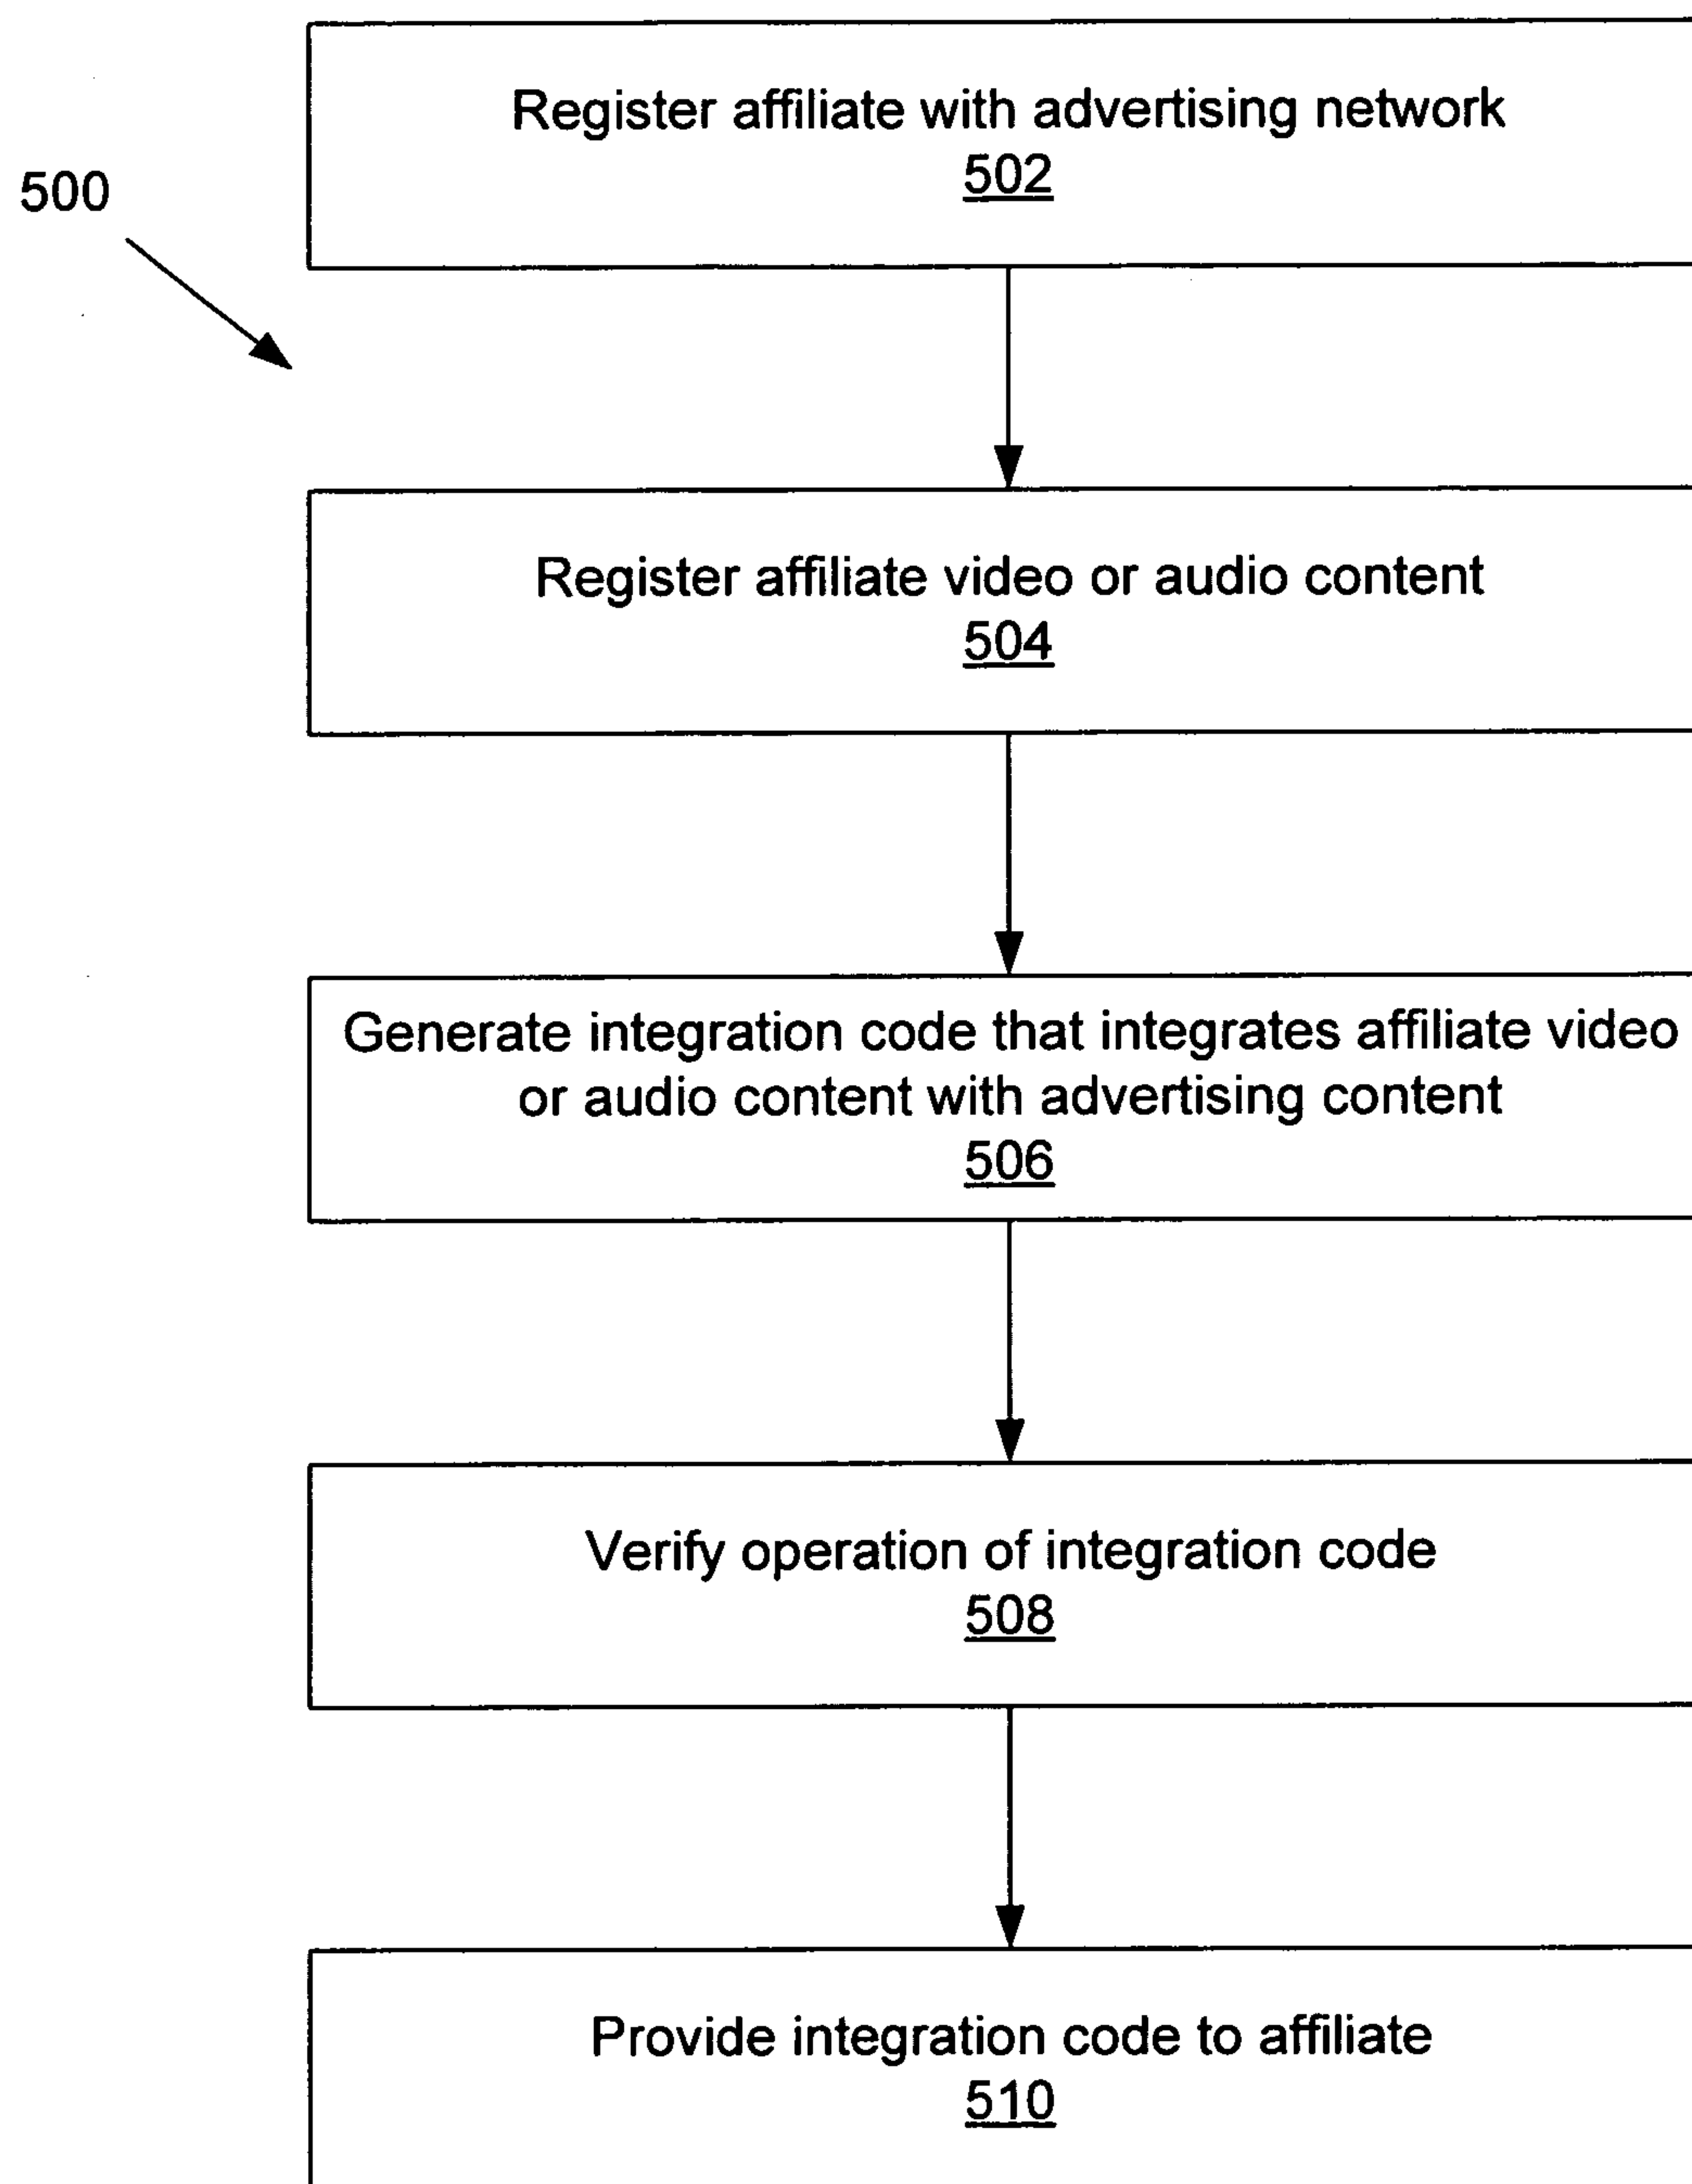 Register affiliate with advertising network
502
500
Register affiliate video or audio content
504
Generate integration code that integrates affiliate video
or audio content with advertising content
506
Verify operation of integration code
508
Provide integration code to affiliate
510